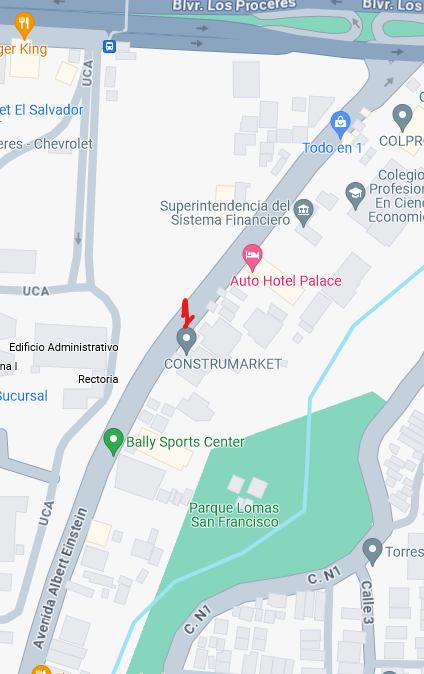 Blvr. Los Proceres
Blvr. Los
ger King
UCA
et El Salvador
eres - Chevrolet
Todo en 1
COLPRO
Colegio
Profesion
En Cienc
Economic
Superintendencia del
Sistema Financiero
Auto Hotel Palace
UCA
Edificio Administrativo
na I
Rectoria
Sucursal
CONSTRUMARKET
Bally Sports Center
Parque Lomas
San Francisco
UCA
Avenida Albert Einstein
Torres
C. N1
C. N1
Calle 3